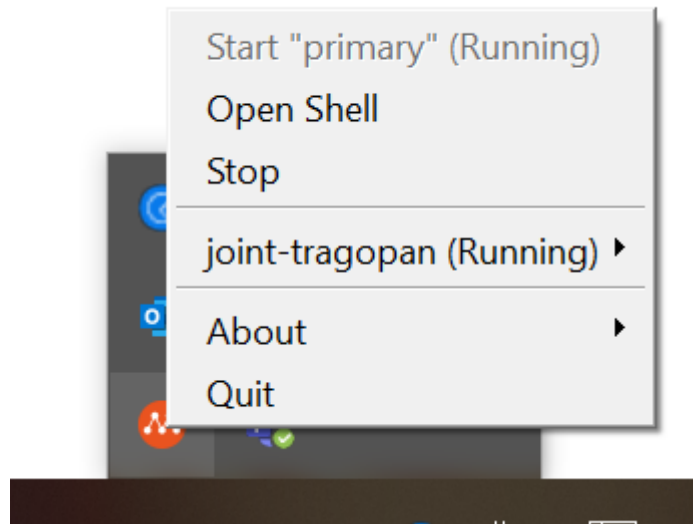 Start "primary" (Running)
Open Shell
Stop
joint-tragopan (Running)
About
Quit